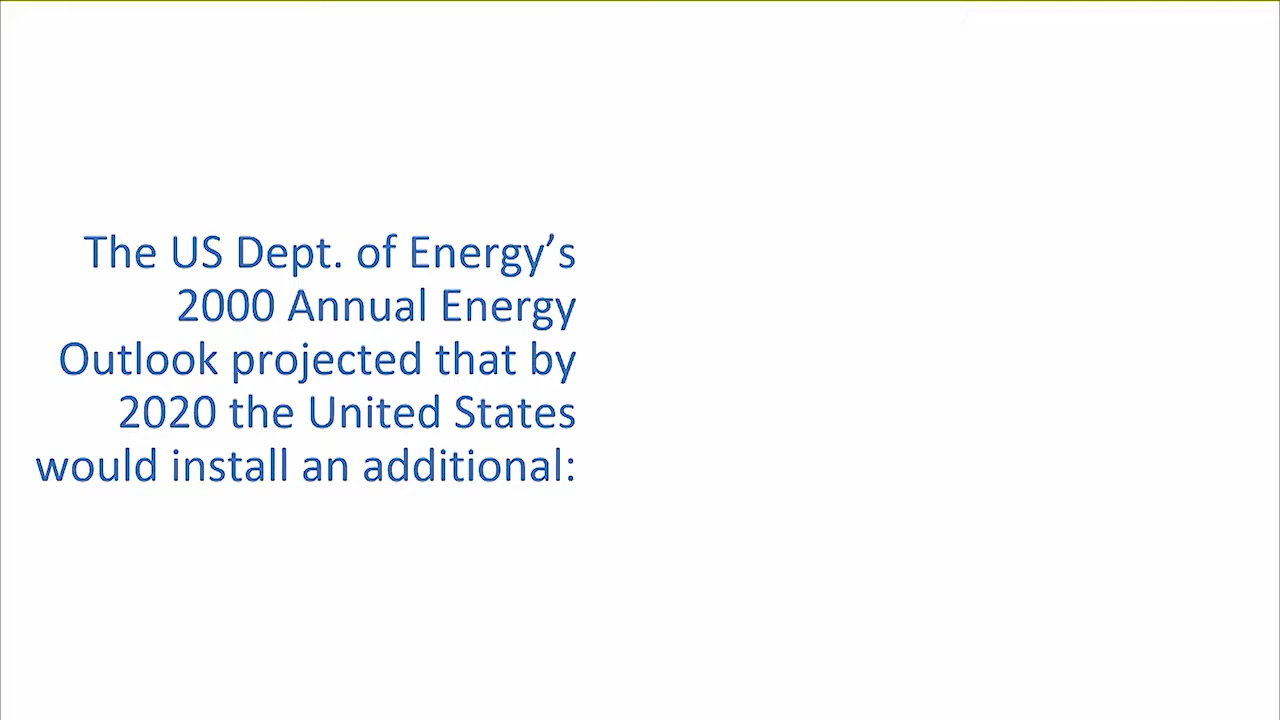 The US Dept. of Energy’s
2000 Annual Energy
Outlook projected that by
2020 the United States
would install an additional: